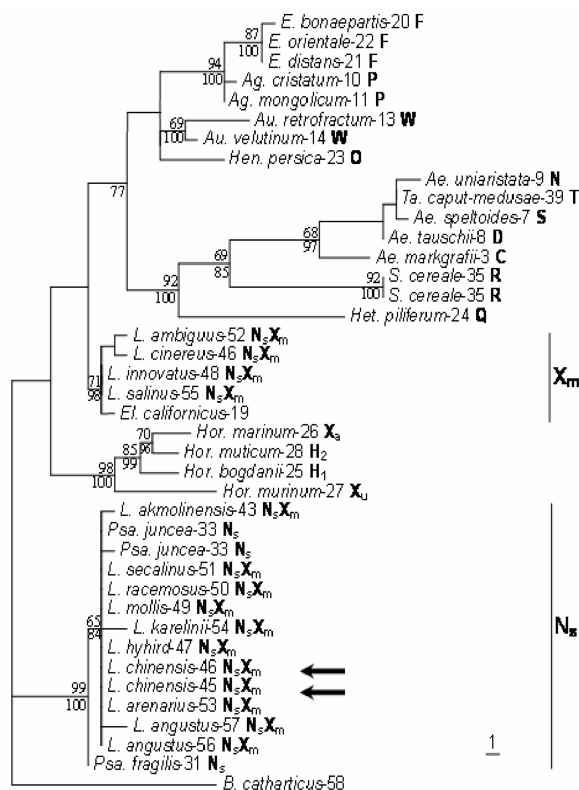 87
100
E. bonaepartis-20 F
E. orientale-22 F
E. distans-21 F
94
100
Ag. cristatum-10 P
Ag. mongolicum-11 P
69
100
Au. retrofractum-13 W
Au. velutinum-14 W
Hen. persica-23 O
77
Ae. uniaristata-9 N
Ta. caput-medusae-39 T
Ae. speltoides-7 S
Ae. tauschii-8 D
68
97
Ae. markgrafii-3 C
69
85
92
100
S. cereale-35 R
S. cereale-35 R
92
100
Het. piliferum-24 Q
L. ambiguus-52 NsXm
L. cinereus-46 NsXm
L. innovatus-48 NsXm
71
98
L. salinus-55 NsXm
El. californicus-19
Xm
70
96
Hor. marinum-26 Xa
85
99
Hor. muticum-28 H2
Hor. bogdanii-25 H1
98
100
Hor. murinum-27 Xu
L. akmolinensis-43 NsXm
Psa. juncea-33 Ns
Psa. juncea-33 Ns
L. secalinus-51 NsXm
L. racemosus-50 NsXm
L. mollis-49 NsXm
65
84
L. karelinii-54 NsXm
L. hyhird-47 NsXm
L. chinensis-46 NsXm
L. chinensis-45 NsXm
L. arenarius-53 NsXm
L. angustus-57 NsXm
L. angustus-56 NsXm
Psa. fragilis-31 Ns
99
100
Ns
1
B. catharticus-58